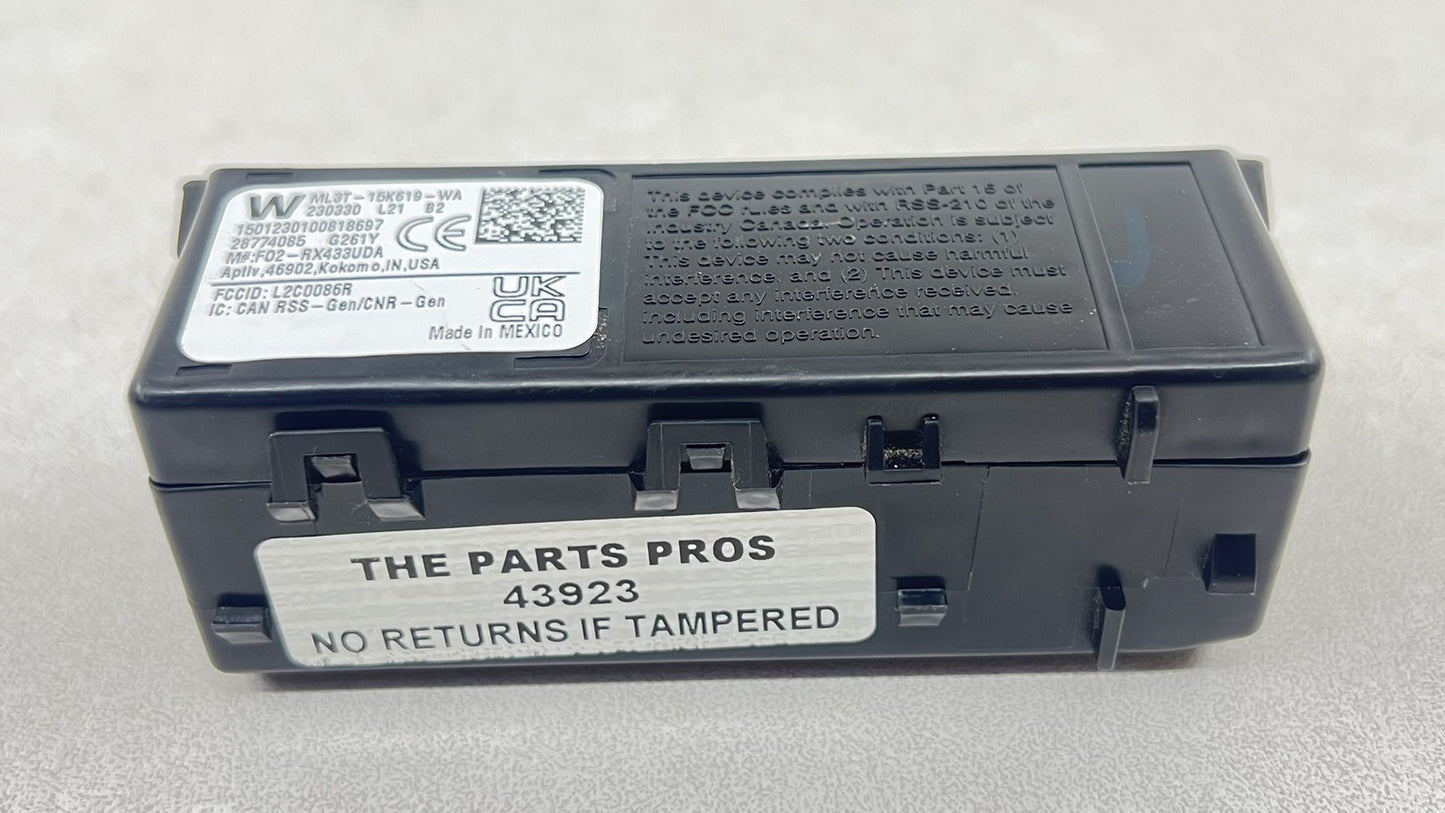 W ML3T-15K619-WA
230330 L21 82
1501230100818697
28774085 G261Y
M#:F02-RX433UDA
Aptiv,46902,Kokomo,IN,USA
CE
FCCID: L2C0086R
IC: CAN RSS-Gen/CNR-Gen
UK
CA
Made in MEXICO
This device complies with Part 15 of
the FCC rules and with RSS-210 of the
Industry Canada. Operation is subject
to the following two conditions: (1)
This device may not cause harmful
interference, and (2) This device must
accept any interference received,
including interference that may cause
undesired operation.
THE PARTS PROS
43923
NO RETURNS IF TAMPERED